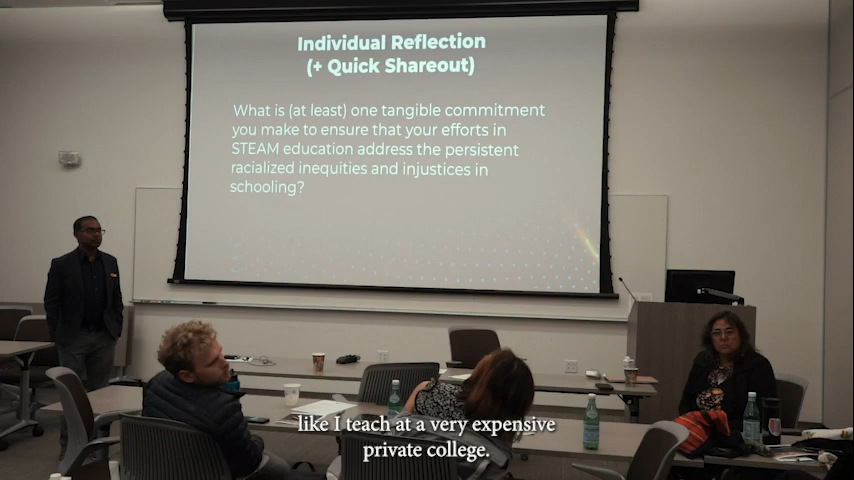 Individual Reflection
(+ Quick Shareout)
What is (at least) one tangible commitment
you make to ensure that your efforts in
STEAM education address the persistent
racialized inequities and injustices in
schooling?
like I teach at a very expensive
private college.